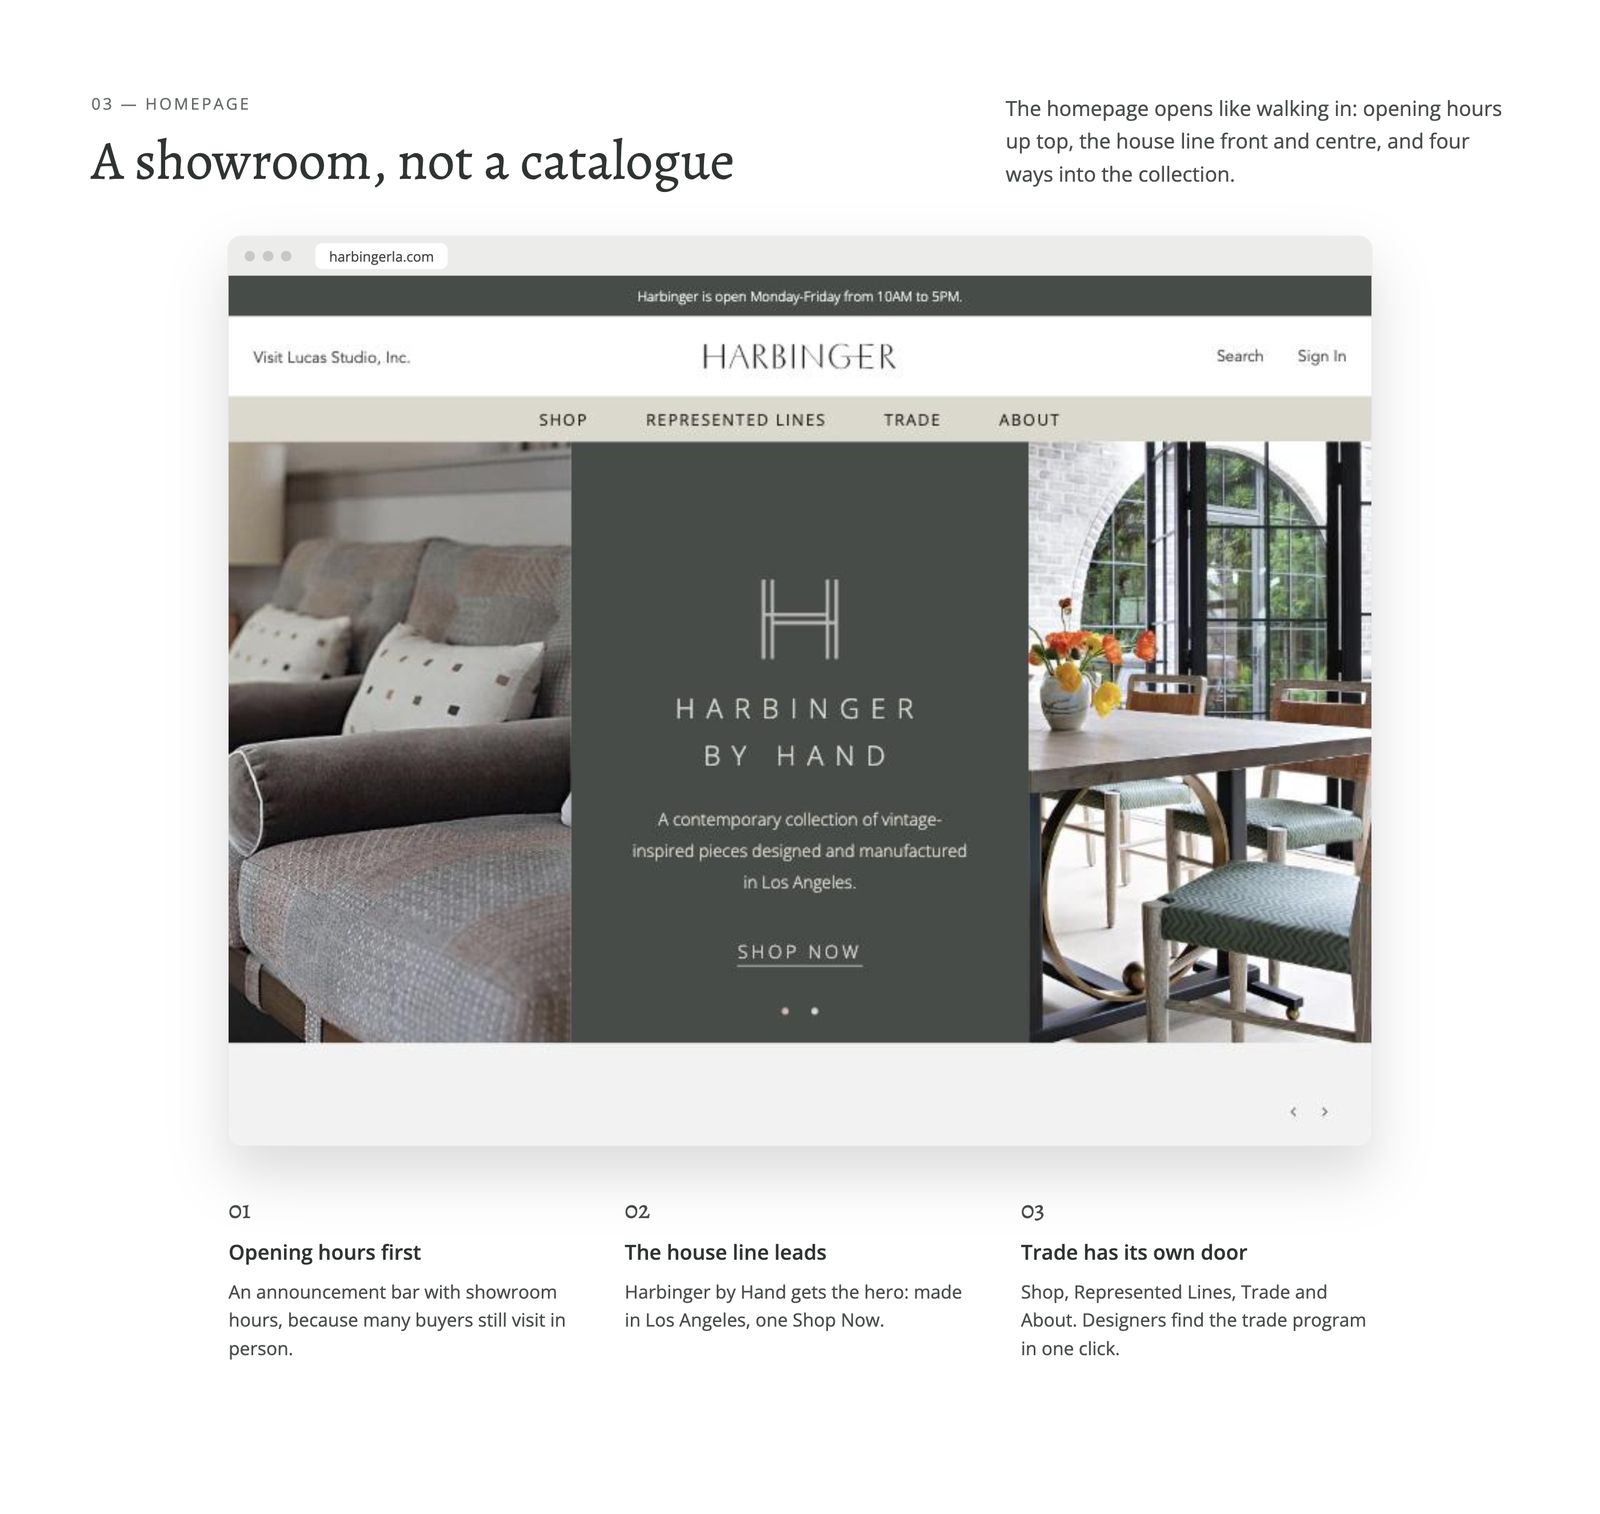 03 — HOMEPAGE
A showroom, not a catalogue
The homepage opens like walking in: opening hours
up top, the house line front and centre, and four
ways into the collection.
harbingerla.com
Harbinger is open Monday-Friday from 10AM to 5PM.
Visit Lucas Studio, Inc.
HARBINGER
Search
Sign In
SHOP
REPRESENTED LINES
TRADE
ABOUT
H
HARBINGER
BY HAND
A contemporary collection of vintage-
inspired pieces designed and manufactured
in Los Angeles.
SHOP NOW
01
Opening hours first
An announcement bar with showroom
hours, because many buyers still visit in
person.
02
The house line leads
Harbinger by Hand gets the hero: made
in Los Angeles, one Shop Now.
03
Trade has its own door
Shop, Represented Lines, Trade and
About. Designers find the trade program
in one click.